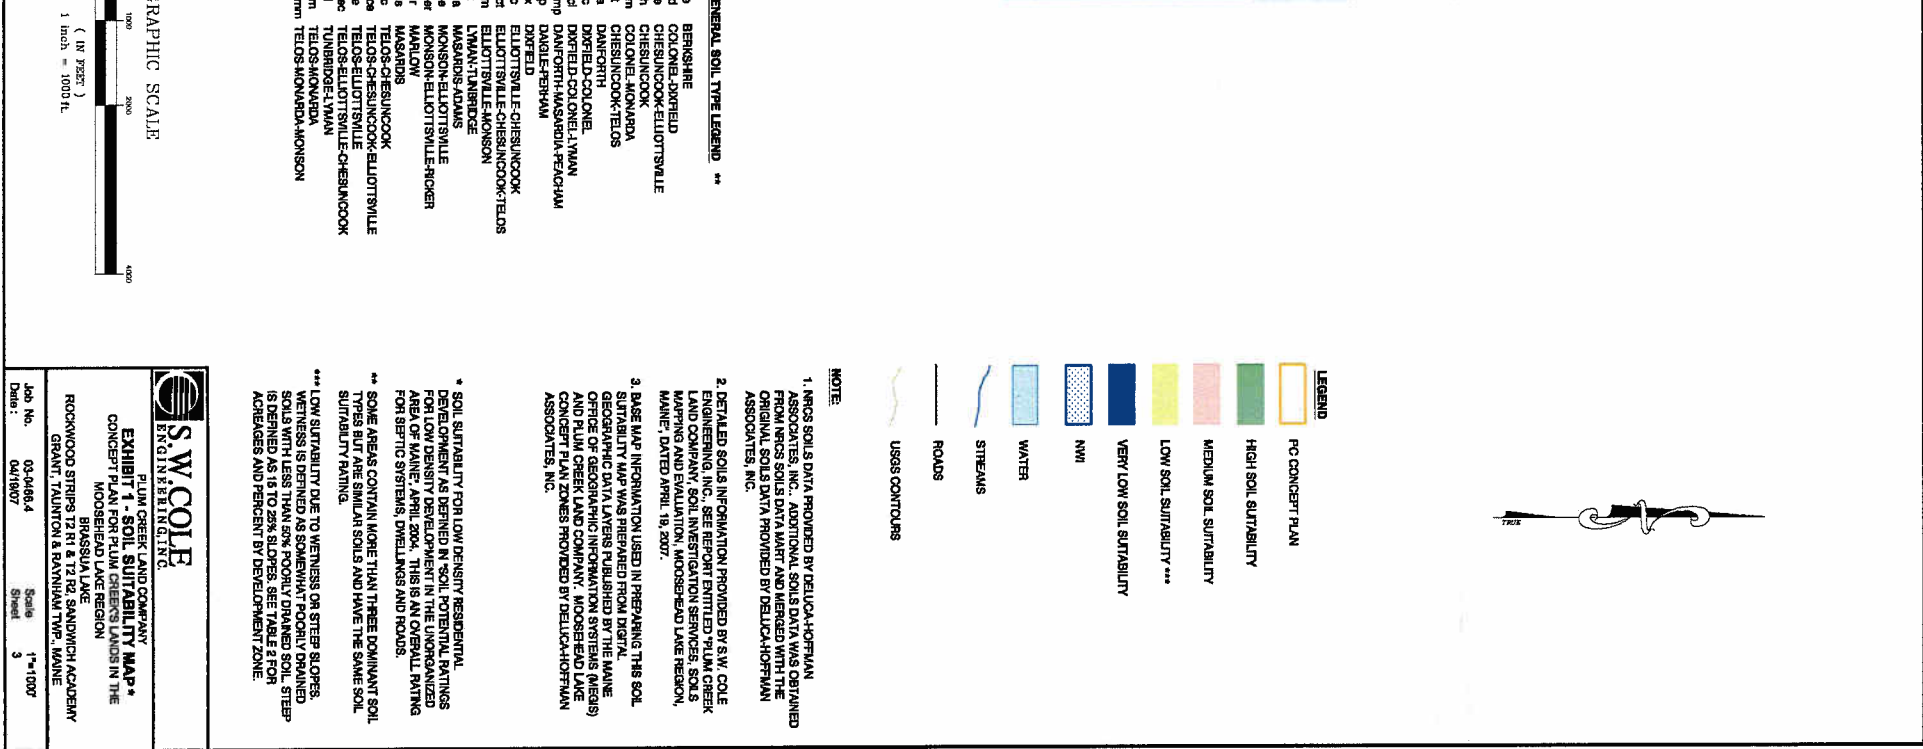 TRUE
LEGEND
PC CONCEPT PLAN
HIGH SOIL SUITABILITY
MEDIUM SOIL SUITABILITY
LOW SOIL SUITABILITY ***
VERY LOW SOIL SUITABILITY
NWI
WATER
STREAMS
ROADS
USGS CONTOURS
NOTE:
1. NRCS SOILS DATA PROVIDED BY DELUCA-HOFFMAN
ASSOCIATES, INC.. ADDITIONAL SOILS DATA WAS OBTAINED
FROM NRCS SOILS DATA MART AND MERGED WITH THE
ORIGINAL SOILS DATA PROVIDED BY DELUCA-HOFFMAN
ASSOCIATES, INC.
2. DETAILED SOILS INFORMATION PROVIDED BY S.W. COLE
ENGINEERING, INC., SEE REPORT ENTITLED "PLUM CREEK
LAND COMPANY, SOIL INVESTIGATION SERVICES, SOILS
MAPPING AND EVALUATION, MOOSEHEAD LAKE REGION,
MAINE", DATED APRIL 19, 2007.
3. BASE MAP INFORMATION USED IN PREPARING THIS SOIL
SUITABILITY MAP WAS PREPARED FROM DIGITAL
GEOGRAPHIC DATA LAYERS PUBLISHED BY THE MAINE
OFFICE OF GEOGRAPHIC INFORMATION SYSTEMS (MEGIS)
AND PLUM CREEK LAND COMPANY. MOOSEHEAD LAKE
CONCEPT PLAN ZONES PROVIDED BY DELUCA-HOFFMAN
ASSOCIATES, INC.
* SOIL SUITABILITY FOR LOW DENSITY RESIDENTIAL
DEVELOPMENT AS DEFINED IN "SOIL POTENTIAL RATINGS
FOR LOW DENSITY DEVELOPMENT IN THE UNORGANIZED
AREA OF MAINE", APRIL 2004. THIS IS AN OVERALL RATING
FOR SEPTIC SYSTEMS, DWELLINGS AND ROADS.
** SOME AREAS CONTAIN MORE THAN THREE DOMINANT SOIL
TYPES BUT ARE SIMILAR SOILS AND HAVE THE SAME SOIL
SUITABILITY RATING.
*** LOW SUITABILITY DUE TO WETNESS OR STEEP SLOPES.
WETNESS IS DEFINED AS SOMEWHAT POORLY DRAINED
SOILS WITH LESS THAN 50% POORLY DRAINED SOIL. STEEP
IS DEFINED AS 15 TO 25% SLOPES. SEE TABLE 2 FOR
ACREAGES AND PERCENT BY DEVELOPMENT ZONE.
ENERAL SOIL TYPE LEGEND **
BERKSHIRE
COLONEL-DIXFIELD
CHESUNCOOK-ELLIOTTSVILLE
CHESUNCOOK
COLONEL-MONARDA
CHESUNCOOK-TELOS
DANFORTH
DIXFIELD-COLONEL
DIXFIELD-COLONEL-LYMAN
DANFORTH-MASARDIA-PEACHAM
DAIGLE-PERHAM
DIXFIELD
ELLIOTTSVILLE-CHESUNCOOK
ELLIOTTSVILLE-CHESUNCOOK-TELOS
ELLIOTTSVILLE-MONSON
LYMAN-TUNBRIDGE
MASARDIS-ADAMS
MONSON-ELLIOTTSVILLE
MONSON-ELLIOTTSVILLE-RICKER
MARLOW
MASARDIS
TELOS-CHESUNCOOK
TELOS-CHESUNCOOK-ELLIOTTSVILLE
TELOS-ELLIOTTSVILLE
TELOS-ELLIOTTSVILLE-CHESUNCOOK
TUNBRIDGE-LYMAN
TELOS-MONARDA
TELOS-MONARDA-MONSON
RAPHIC SCALE
1000 2000 4000
( IN FEET )
1 inch = 1000 ft.
S.W.COLE
ENGINEERING, INC.
PLUM CREEK LAND COMPANY
EXHIBIT 1 - SOIL SUITABILITY MAP *
CONCEPT PLAN FOR PLUM CREEK'S LANDS IN THE
MOOSEHEAD LAKE REGION
BRASSUA LAKE
ROCKWOOD STRIPS T2 R1 & T2 R2, SANDWICH ACADEMY
GRANT, TAUNTON & RAYNHAM TWP., MAINE
Job No. 03-0486.4 Scale 1"=1000'
Date: 04/19/07 Sheet 3